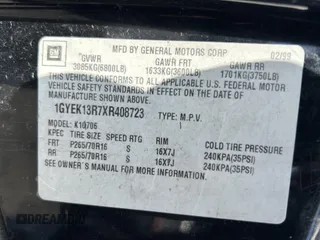 GM
MFD BY GENERAL MOTORS CORP 02/99
GVWR GAWR FRT GAWR RR
3085KG(6800LB) 1633KG(3600LB) 1701KG(3750LB)
THIS VEHICLE CONFORMS TO ALL APPLICABLE U.S. FEDERAL MOTOR
VEHICLE SAFETY STANDARDS IN EFFECT ON THE DATE OF
MANUFACTURE SHOWN ABOVE.
1GYEK13R7XR408723 TYPE: M.P.V.
MODEL: K10706
KPEC TIRE SIZE SPEED RTG RIM COLD TIRE PRESSURE
FRT P265/70R16 S 16X7J 240KPA(35PSI)
RR P265/70R16 S 16X7J 240KPA(35PSI)
SEE OWNER'S MANUAL FOR MORE INFORMATION